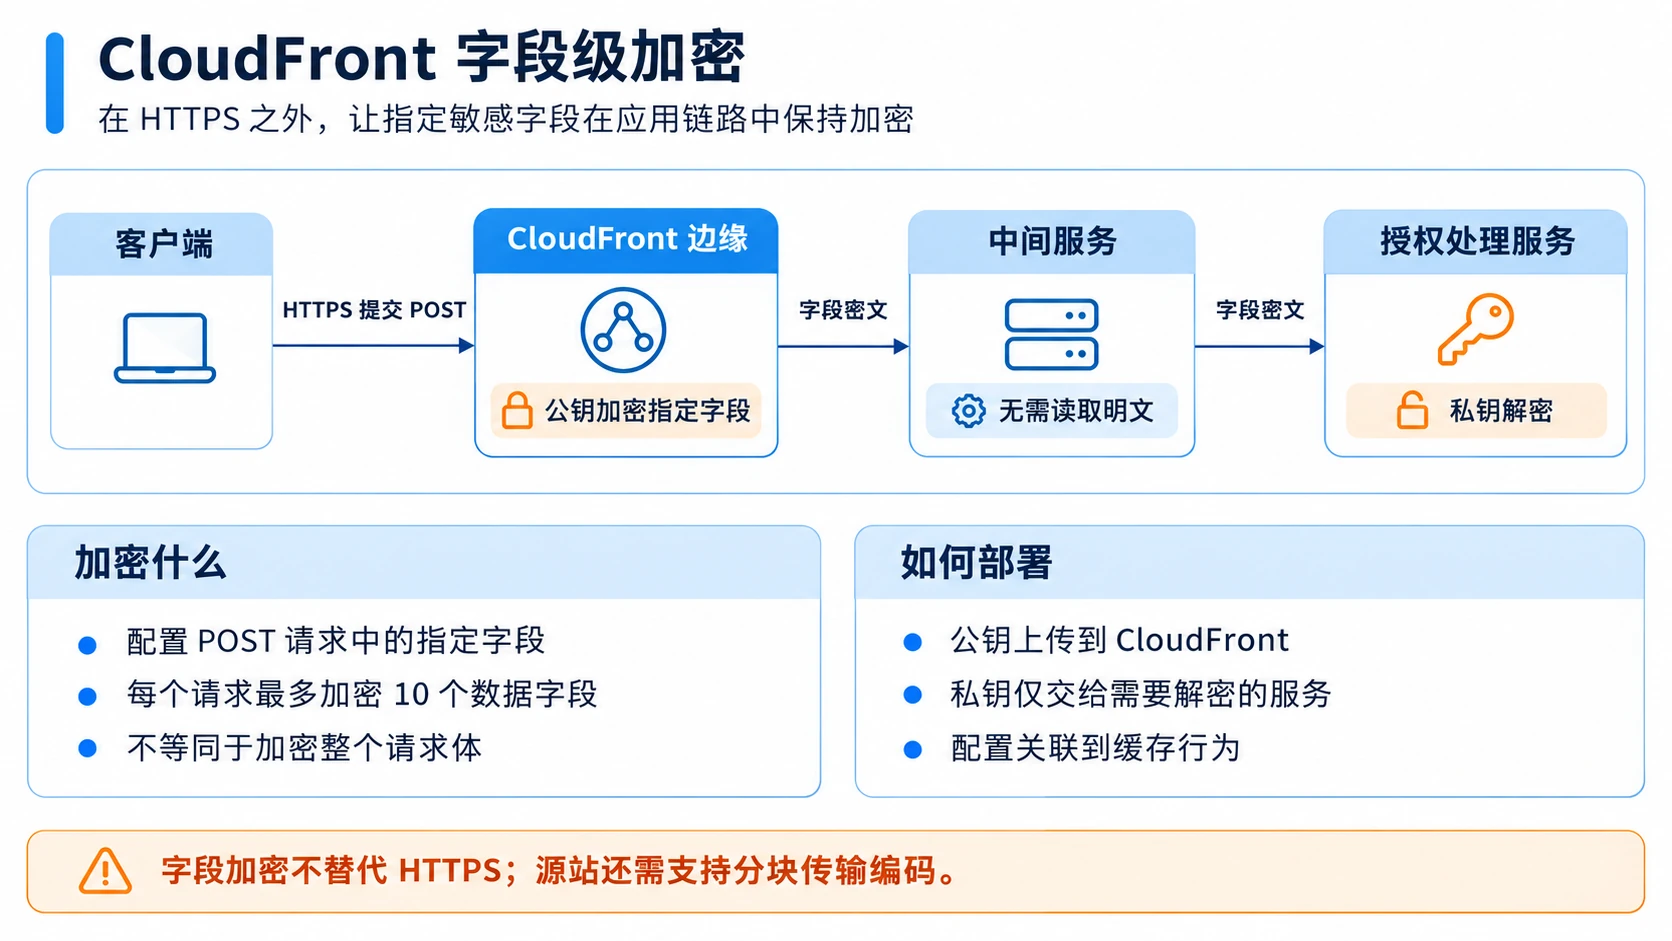 CloudFront 字段级加密
在 HTTPS 之外，让指定敏感字段在应用链路中保持加密
客户端
HTTPS 提交 POST
CloudFront 边缘
公钥加密指定字段
字段密文
中间服务
无需读取明文
字段密文
授权处理服务
私钥解密
加密什么
配置 POST 请求中的指定字段
每个请求最多加密 10 个数据字段
不等同于加密整个请求体
如何部署
公钥上传到 CloudFront
私钥仅交给需要解密的服务
配置关联到缓存行为
字段加密不替代 HTTPS；源站还需支持分块传输编码。